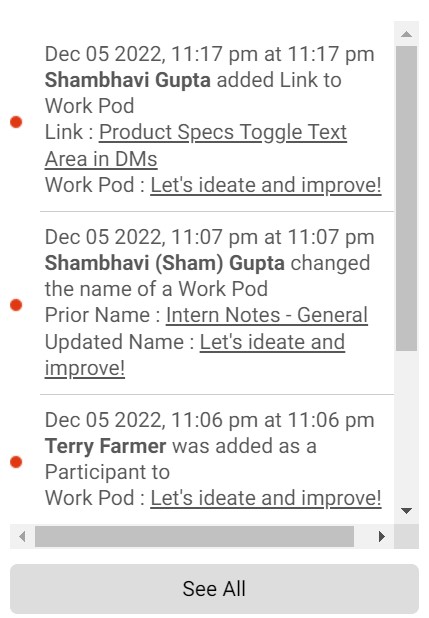 Dec 05 2022, 11:17 pm at 11:17 pm
Shambhavi Gupta added Link to
Work Pod
Link : Product Specs Toggle Text
Area in DMs
Work Pod : Let's ideate and improve!
Dec 05 2022, 11:07 pm at 11:07 pm
Shambhavi (Sham) Gupta changed
the name of a Work Pod
Prior Name : Intern Notes - General
Updated Name : Let's ideate and
improve!
Dec 05 2022, 11:06 pm at 11:06 pm
Terry Farmer was added as a
Participant to
Work Pod : Let's ideate and improve!
See All